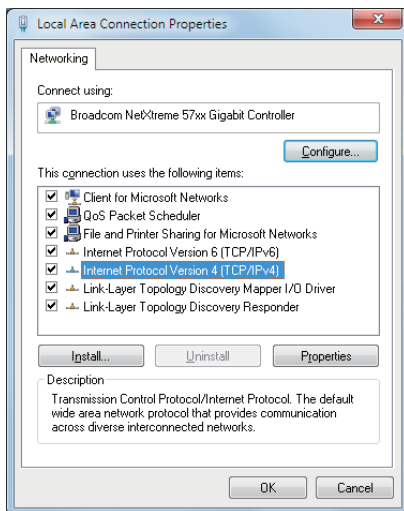 Local Area Connection Properties
Networking
Connect using:
Broadcom NetXtreme 57xx Gigabit Controller
Configure...
This connection uses the following items:
Client for Microsoft Networks
QoS Packet Scheduler
File and Printer Sharing for Microsoft Networks
Internet Protocol Version 6 (TCP/IPv6)
Internet Protocol Version 4 (TCP/IPv4)
Link-Layer Topology Discovery Mapper I/O Driver
Link-Layer Topology Discovery Responder
Install... Uninstall Properties
Description
Transmission Control Protocol/Internet Protocol. The default
wide area network protocol that provides communication
across diverse interconnected networks.
OK Cancel